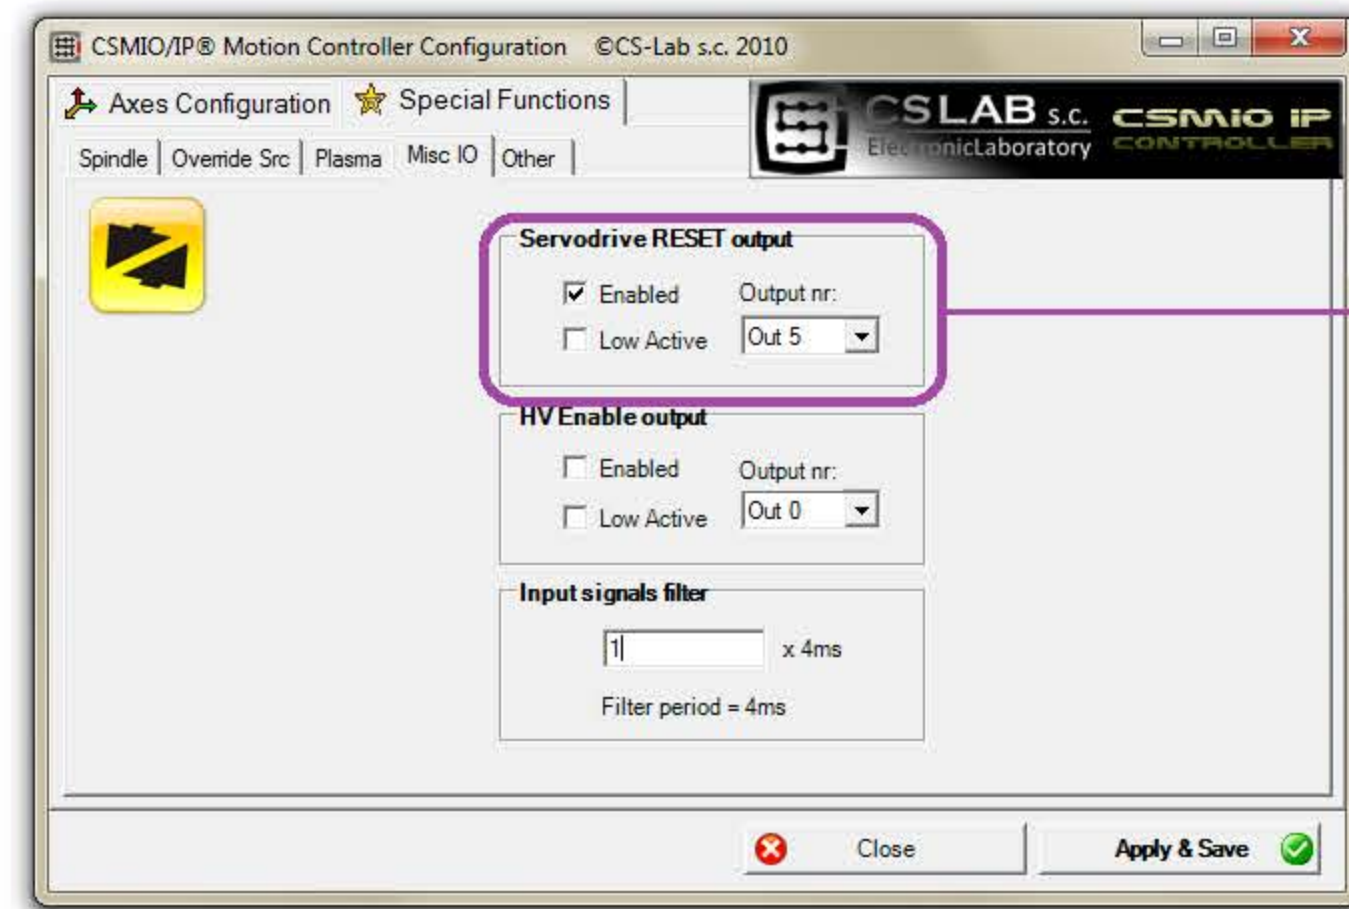 CSMIO/IP® Motion Controller Configuration ©CS-Lab s.c. 2010
Axes Configuration Special Functions
CSLAB s.c. CSMIO IP
ElectronicLaboratory CONTROLLER
Spindle Override Src Plasma Misc IO Other
Servodrive RESET output
Enabled Output nr:
Low Active Out 5
HV Enable output
Enabled Output nr:
Low Active Out 0
Input signals filter
1 x 4ms
Filter period = 4ms
Close Apply & Save